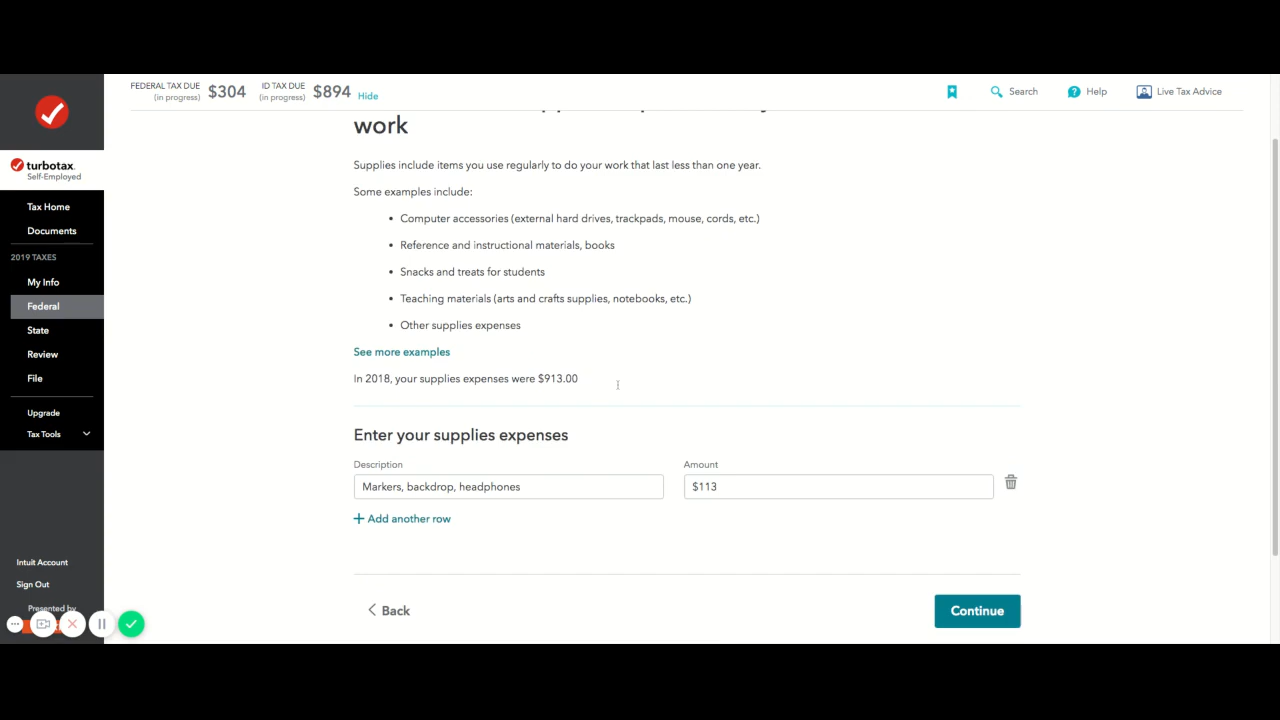 FEDERAL TAX DUE
(in progress)
$304
ID TAX DUE
(in progress)
$894
Hide
Search
Help
Live Tax Advice
turbotax
Self-Employed
Tax Home
Documents
2019 TAXES
My Info
Federal
State
Review
File
Upgrade
Tax Tools
Intuit Account
Sign Out
Presented by
work
Supplies include items you use regularly to do your work that last less than one year.
Some examples include:
• Computer accessories (external hard drives, trackpads, mouse, cords, etc.)
• Reference and instructional materials, books
• Snacks and treats for students
• Teaching materials (arts and crafts supplies, notebooks, etc.)
• Other supplies expenses
See more examples
In 2018, your supplies expenses were $913.00
Enter your supplies expenses
Description
Amount
Markers, backdrop, headphones
$113
+ Add another row
Back
Continue